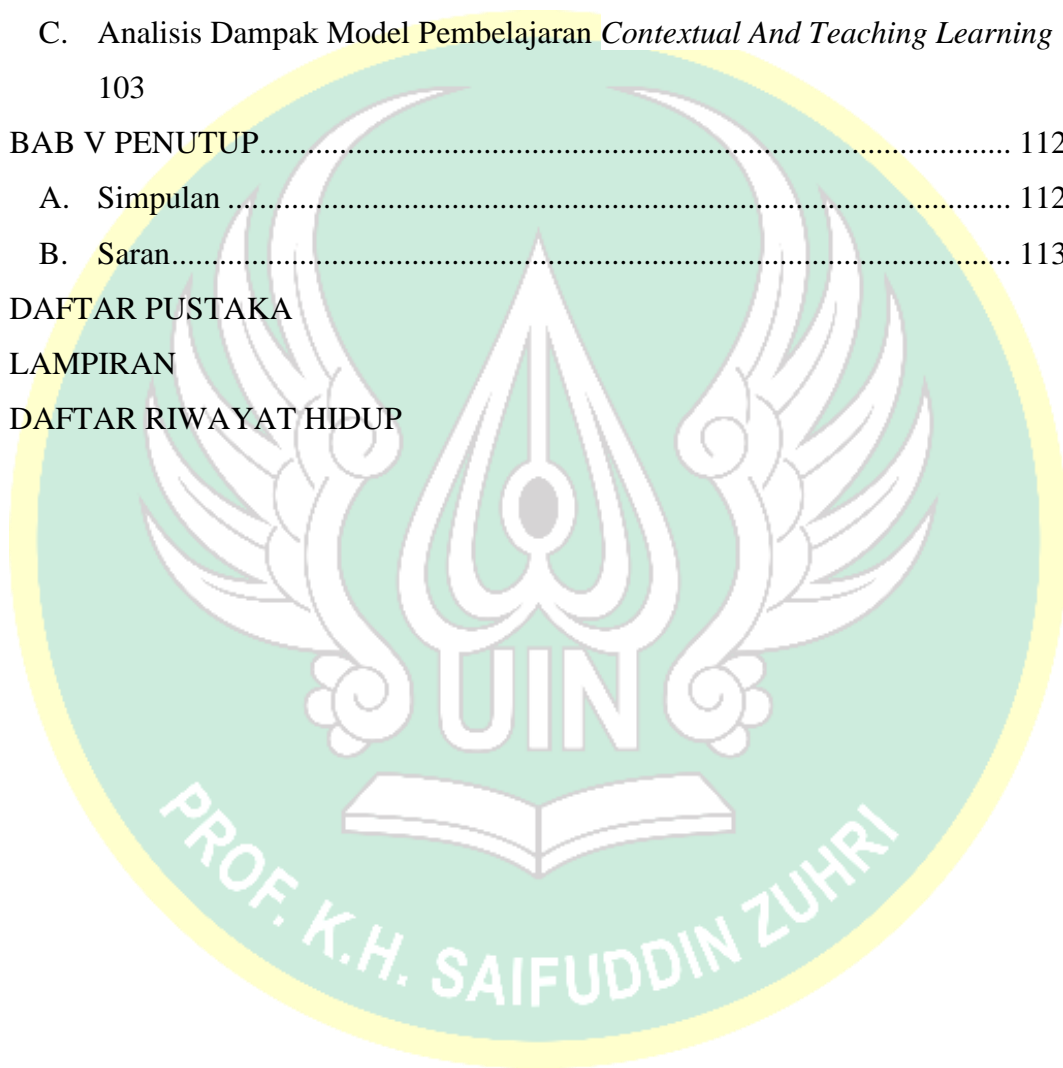 C. Analisis Dampak Model Pembelajaran Contextual And Teaching Learning
103
BAB V PENUTUP.................................................................................... 112
A. Simpulan ........................................................................................ 112
B. Saran............................................................................................... 113
DAFTAR PUSTAKA
LAMPIRAN
DAFTAR RIWAYAT HIDUP
UIN
PROF. K.H. SAIFUDDIN ZUHRI